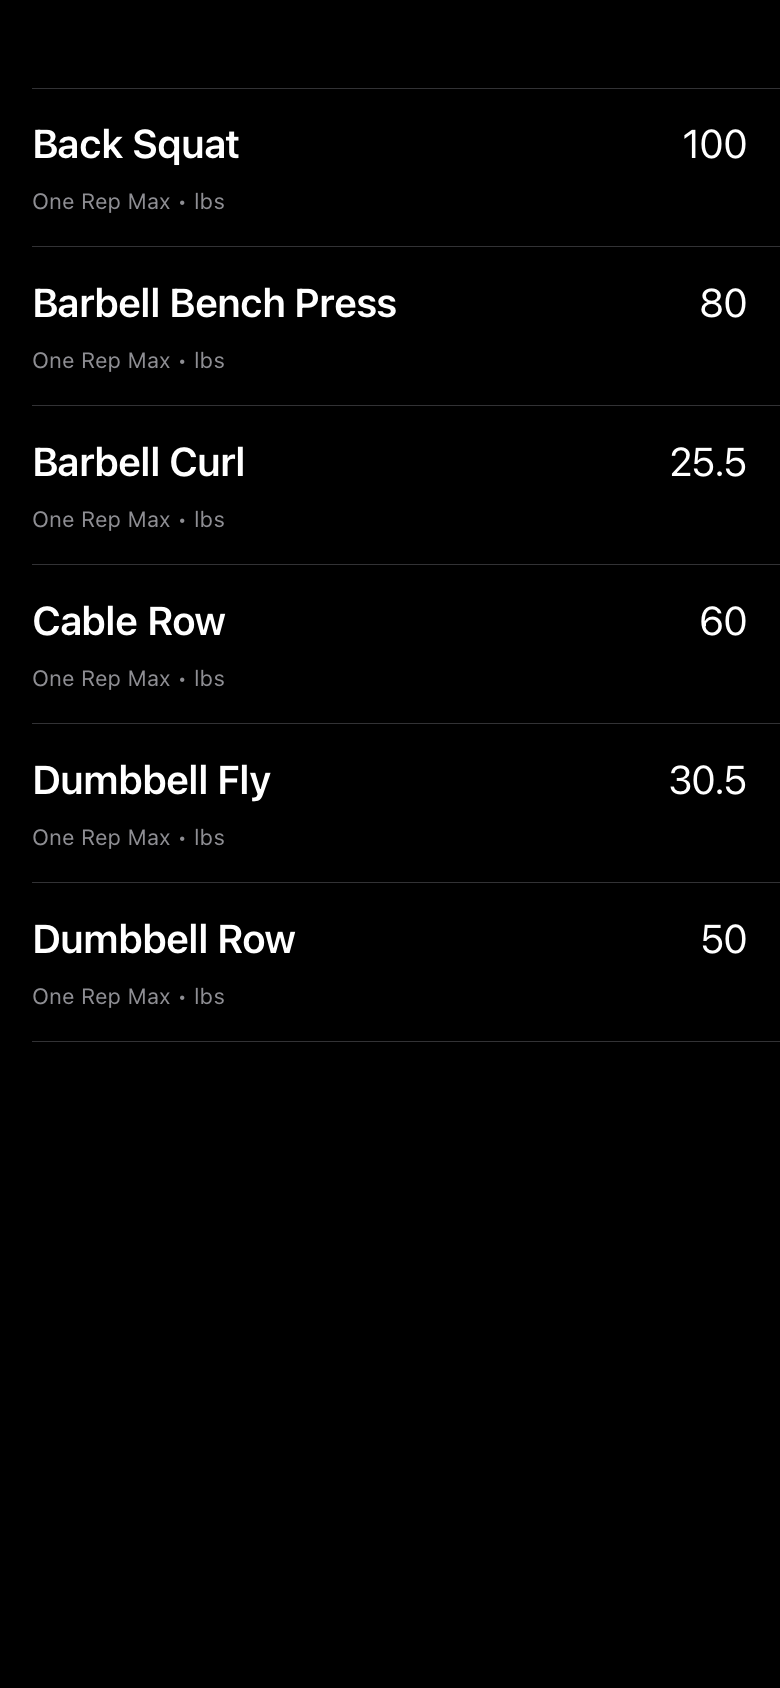 Back Squat 100
One Rep Max • lbs
Barbell Bench Press 80
One Rep Max • lbs
Barbell Curl 25.5
One Rep Max • lbs
Cable Row 60
One Rep Max • lbs
Dumbbell Fly 30.5
One Rep Max • lbs
Dumbbell Row 50
One Rep Max • lbs